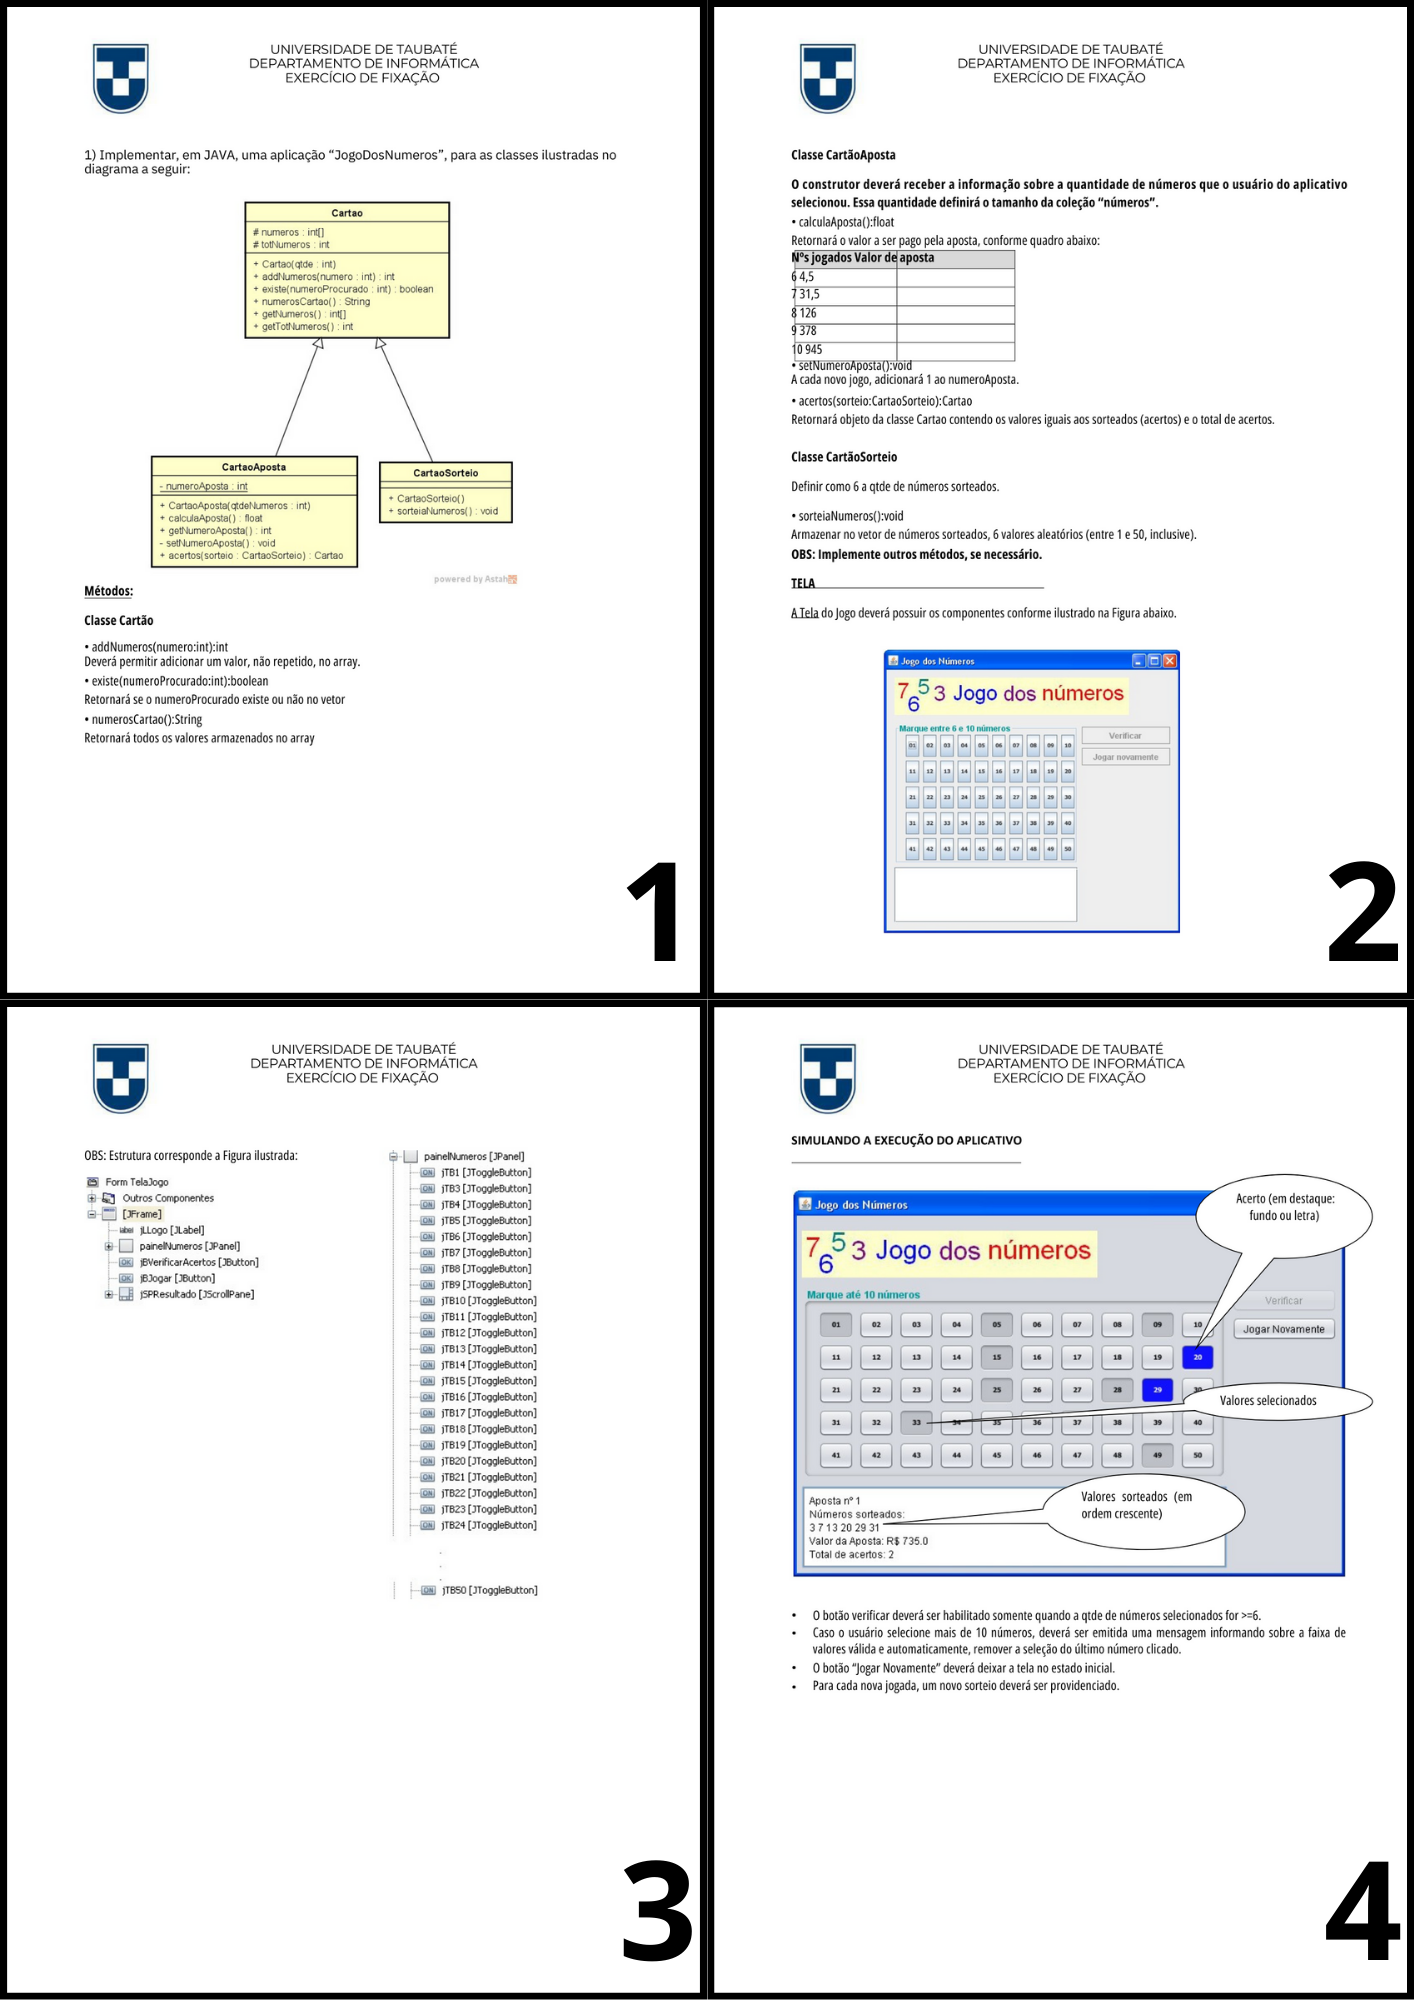 UNIVERSIDADE DE TAUBATÉ
DEPARTAMENTO DE INFORMÁTICA
EXERCÍCIO DE FIXAÇÃO
1) Implementar, em JAVA, uma aplicação “JogoDosNumeros”, para as classes ilustradas no
diagrama a seguir:
Cartao
# numeros : int[]
# totNumeros : int
+ Cartao(qtde : int)
+ addNumeros(numero : int) : int
+ existe(numeroProcurado : int) : boolean
+ numerosCartao() : String
+ getNumeros() : int[]
+ getTotNumeros() : int
CartaoAposta
- numeroAposta : int
+ CartaoAposta(qtdeNumeros : int)
+ calculaAposta() : float
+ getNumeroAposta() : int
- setNumeroAposta() : void
+ acertos(sorteio : CartaoSorteio) : Cartao
CartaoSorteio
+ CartaoSorteio()
+ sorteiaNumeros() : void
powered by Astah
Métodos:
Classe Cartão
• addNumeros(numero:int):int
Deverá permitir adicionar um valor, não repetido, no array.
• existe(numeroProcurado:int):boolean
Retornará se o numeroProcurado existe ou não no vetor
• numerosCartao():String
Retornará todos os valores armazenados no array
1
UNIVERSIDADE DE TAUBATÉ
DEPARTAMENTO DE INFORMÁTICA
EXERCÍCIO DE FIXAÇÃO
Classe CartãoAposta
O construtor deverá receber a informação sobre a quantidade de números que o usuário do aplicativo
selecionou. Essa quantidade definirá o tamanho da coleção “números”.
• calculaAposta():float
Retornará o valor a ser pago pela aposta, conforme quadro abaixo:
Nºs jogados Valor de aposta
6 4,5
7 31,5
8 126
9 378
10 945
• setNumeroAposta():void
A cada novo jogo, adicionará 1 ao numeroAposta.
• acertos(sorteio:CartaoSorteio):Cartao
Retornará objeto da classe Cartao contendo os valores iguais aos sorteados (acertos) e o total de acertos.
Classe CartãoSorteio
Definir como 6 a qtde de números sorteados.
• sorteiaNumeros():void
Armazenar no vetor de números sorteados, 6 valores aleatórios (entre 1 e 50, inclusive).
OBS: Implemente outros métodos, se necessário.
TELA
A Tela do Jogo deverá possuir os componentes conforme ilustrado na Figura abaixo.
Jogo dos Números
7 6 5 3 Jogo dos números
Marque entre 6 e 10 números
01 02 03 04 05 06 07 08 09 10
11 12 13 14 15 16 17 18 19 20
21 22 23 24 25 26 27 28 29 30
31 32 33 34 35 36 37 38 39 40
41 42 43 44 45 46 47 48 49 50
Verificar
Jogar novamente
2
UNIVERSIDADE DE TAUBATÉ
DEPARTAMENTO DE INFORMÁTICA
EXERCÍCIO DE FIXAÇÃO
OBS: Estrutura corresponde a Figura ilustrada:
Form TelaJogo
Outros Componentes
[JFrame]
label jLLogo [JLabel]
painelNumeros [JPanel]
OK jBVerificarAcertos [JButton]
OK jBJogar [JButton]
jSPResultado [JScrollPane]
painelNumeros [JPanel]
ON jTB1 [JToggleButton]
ON jTB3 [JToggleButton]
ON jTB4 [JToggleButton]
ON jTB5 [JToggleButton]
ON jTB6 [JToggleButton]
ON jTB7 [JToggleButton]
ON jTB8 [JToggleButton]
ON jTB9 [JToggleButton]
ON jTB10 [JToggleButton]
ON jTB11 [JToggleButton]
ON jTB12 [JToggleButton]
ON jTB13 [JToggleButton]
ON jTB14 [JToggleButton]
ON jTB15 [JToggleButton]
ON jTB16 [JToggleButton]
ON jTB17 [JToggleButton]
ON jTB18 [JToggleButton]
ON jTB19 [JToggleButton]
ON jTB20 [JToggleButton]
ON jTB21 [JToggleButton]
ON jTB22 [JToggleButton]
ON jTB23 [JToggleButton]
ON jTB24 [JToggleButton]
.
.
.
ON jTB50 [JToggleButton]
3
UNIVERSIDADE DE TAUBATÉ
DEPARTAMENTO DE INFORMÁTICA
EXERCÍCIO DE FIXAÇÃO
SIMULANDO A EXECUÇÃO DO APLICATIVO
Jogo dos Números
Acerto (em destaque:
fundo ou letra)
7 6 5 3 Jogo dos números
Marque até 10 números
Verificar
Jogar Novamente
01 02 03 04 05 06 07 08 09 10
11 12 13 14 15 16 17 18 19 20
21 22 23 24 25 26 27 28 29 30
31 32 33 34 35 36 37 38 39 40
41 42 43 44 45 46 47 48 49 50
Valores selecionados
Valores sorteados (em
ordem crescente)
Aposta nº 1
Números sorteados:
3 7 13 20 29 31
Valor da Aposta: R$ 735.0
Total de acertos: 2
• O botão verificar deverá ser habilitado somente quando a qtde de números selecionados for >=6.
• Caso o usuário selecione mais de 10 números, deverá ser emitida uma mensagem informando sobre a faixa de
valores válida e automaticamente, remover a seleção do último número clicado.
• O botão “Jogar Novamente” deverá deixar a tela no estado inicial.
• Para cada nova jogada, um novo sorteio deverá ser providenciado.
4